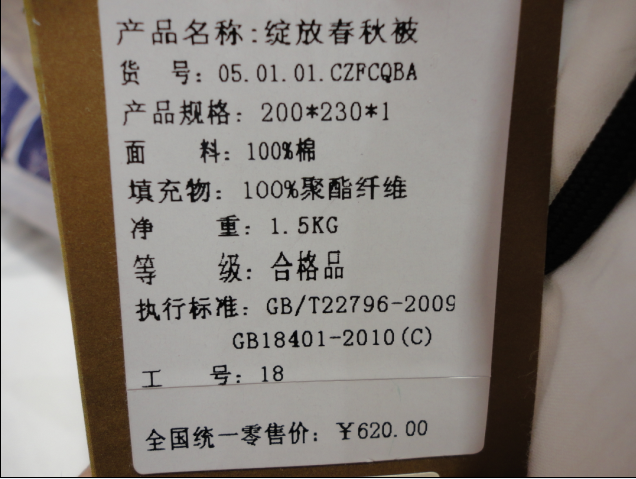 产品名称:绽放春秋被
货 号: 05.01.01.CZFCQBA
产品规格: 200*230*1
面 料: 100%棉
填充物: 100%聚酯纤维
净 重: 1.5KG
等 级: 合格品
执行标准: GB/T22796-2009
GB18401-2010(C)
工 号: 18
全国统一零售价: ¥620.00